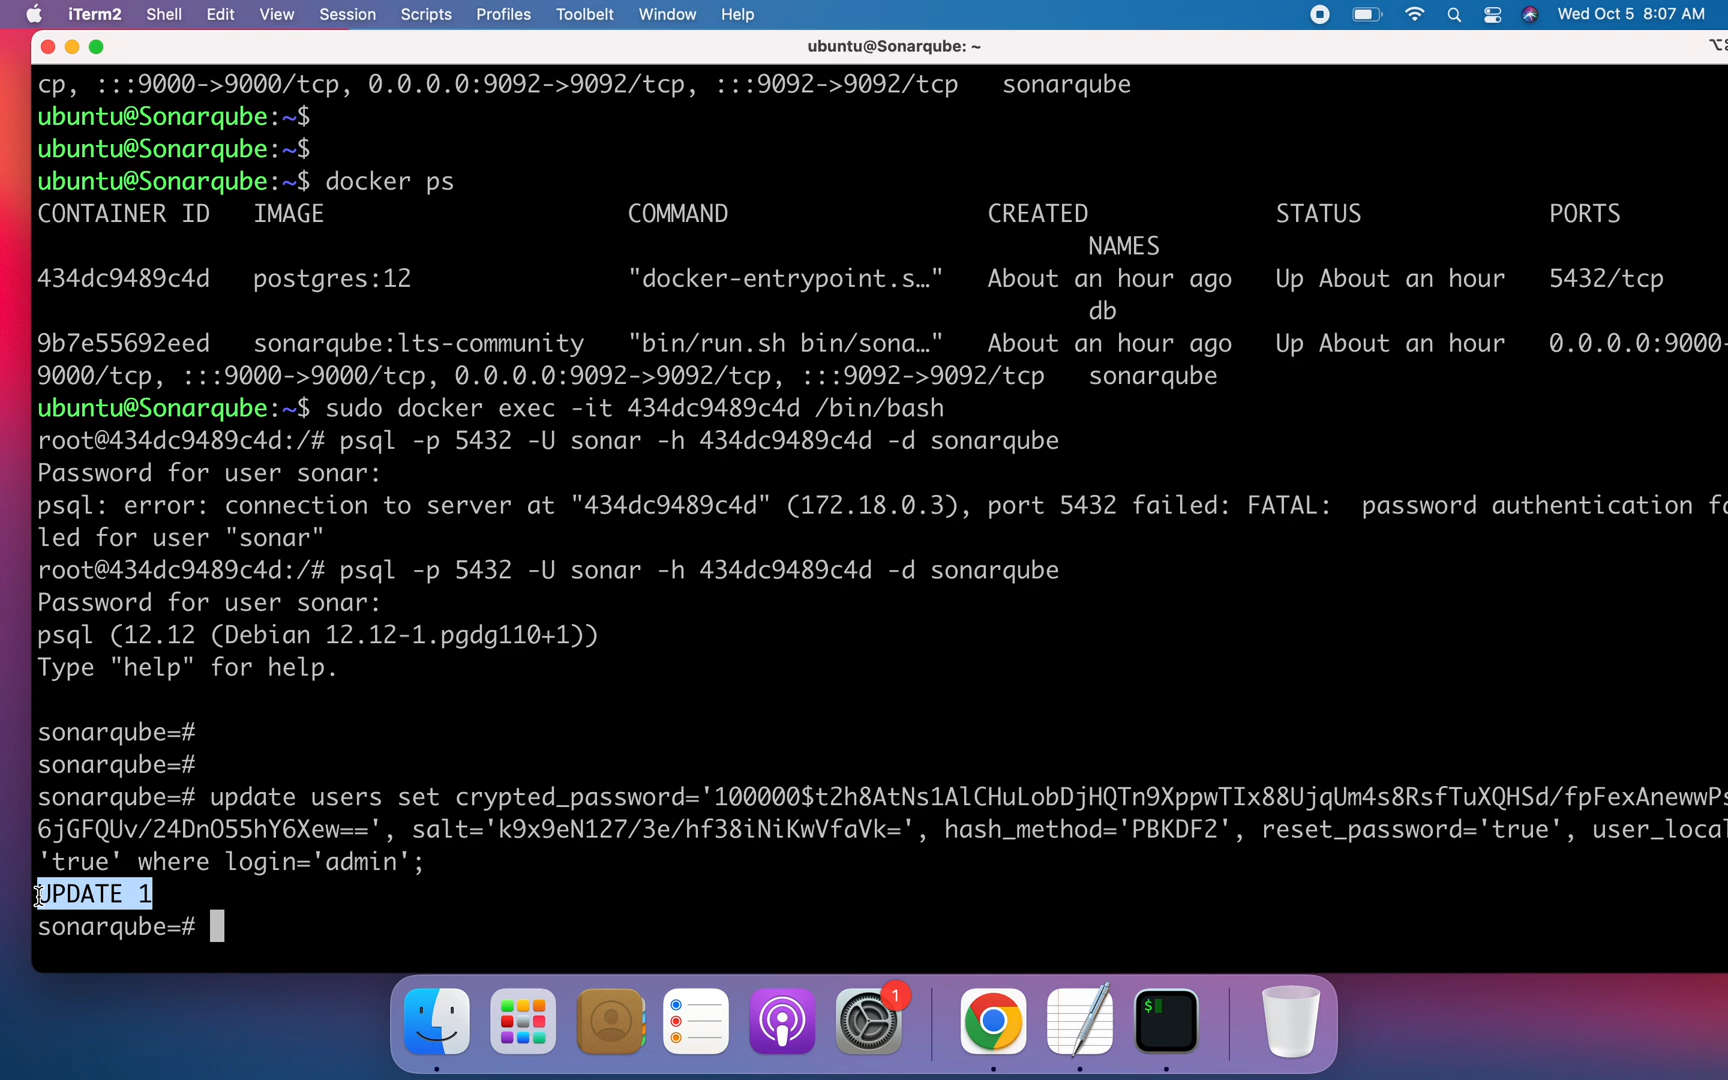 iTerm2 Shell Edit View Session Scripts Profiles Toolbelt Window Help Wed Oct 5 8:07 AM
ubuntu@Sonarqube: ~
cp, :::9000->9000/tcp, 0.0.0.0:9092->9092/tcp, :::9092->9092/tcp sonarqube
ubuntu@Sonarqube:~$
ubuntu@Sonarqube:~$
ubuntu@Sonarqube:~$ docker ps
CONTAINER ID IMAGE COMMAND CREATED STATUS PORTS
NAMES
434dc9489c4d postgres:12 "docker-entrypoint.s…" About an hour ago Up About an hour 5432/tcp
db
9b7e55692eed sonarqube:lts-community "bin/run.sh bin/sona…" About an hour ago Up About an hour 0.0.0.0:9000-
9000/tcp, :::9000->9000/tcp, 0.0.0.0:9092->9092/tcp, :::9092->9092/tcp sonarqube
ubuntu@Sonarqube:~$ sudo docker exec -it 434dc9489c4d /bin/bash
root@434dc9489c4d:/# psql -p 5432 -U sonar -h 434dc9489c4d -d sonarqube
Password for user sonar:
psql: error: connection to server at "434dc9489c4d" (172.18.0.3), port 5432 failed: FATAL: password authentication fa
led for user "sonar"
root@434dc9489c4d:/# psql -p 5432 -U sonar -h 434dc9489c4d -d sonarqube
Password for user sonar:
psql (12.12 (Debian 12.12-1.pgdg110+1))
Type "help" for help.
sonarqube=#
sonarqube=#
sonarqube=# update users set crypted_password='100000$t2h8AtNs1AlCHuLobDjHQTn9XppwTIx88UjqUm4s8RsfTuXQHSd/fpFexAnewwPs
6jGFQUv/24DnO55hY6Xew==', salt='k9x9eN127/3e/hf38iNiKwVfaVk=', hash_method='PBKDF2', reset_password='true', user_local
'true' where login='admin';
UPDATE 1
sonarqube=#
1